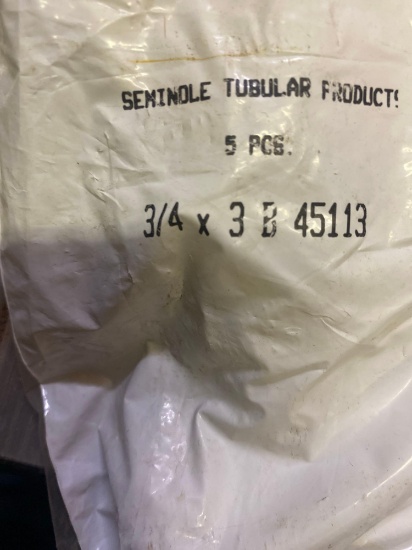 SEMINOLE TUBULAR PRODUCTS
5 PCS.
3/4 x 3 B 45113